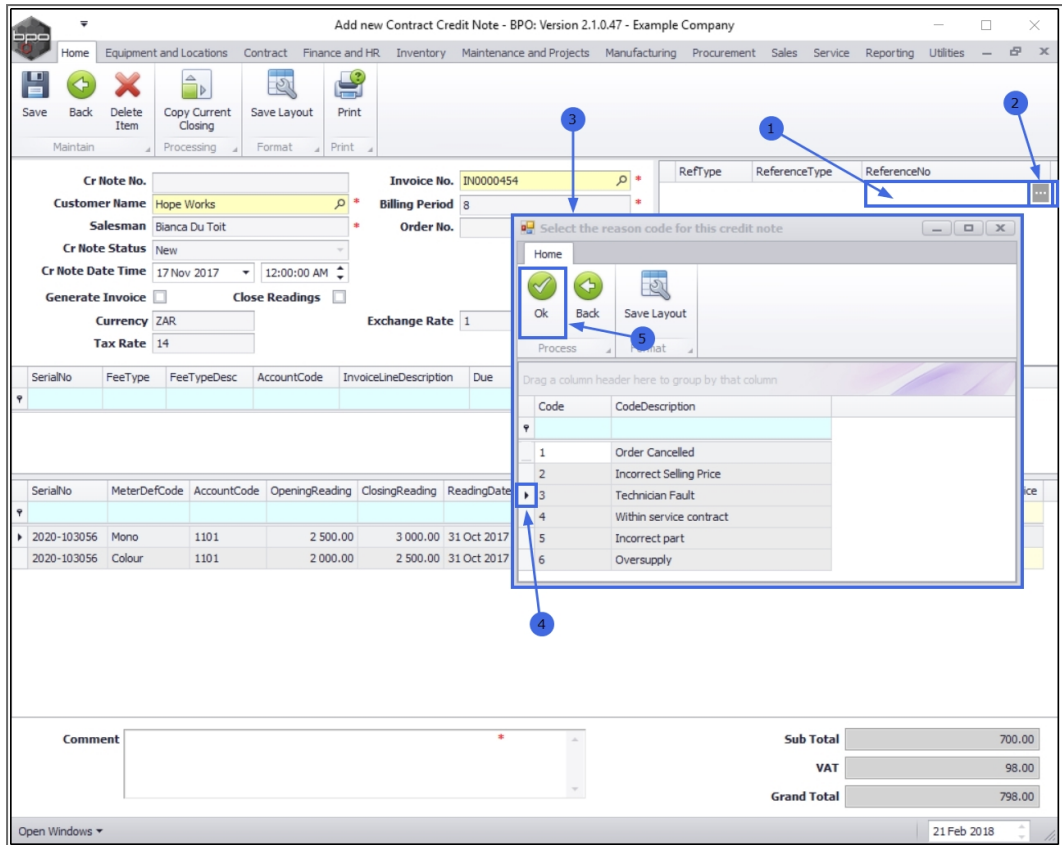 bpo
Add new Contract Credit Note - BPO: Version 2.1.0.47 - Example Company
Home Equipment and Locations Contract Finance and HR Inventory Maintenance and Projects Manufacturing Procurement Sales Service Reporting Utilities
Save Back Delete Item Copy Current Closing Save Layout Print
Maintain Processing Format Print
3
1
2
RefType ReferenceType ReferenceNo
Cr Note No. Invoice No. IN0000454 *
Customer Name Hope Works * Billing Period 8 *
Salesman Bianca Du Toit * Order No.
Cr Note Status New
Cr Note Date Time 17 Nov 2017 12:00:00 AM
Generate Invoice Close Readings
Currency ZAR Exchange Rate 1
Tax Rate 14
Select the reason code for this credit note
Home
Ok Back Save Layout
5
Process
Drag a column header here to group by that column
Code CodeDescription
1 Order Cancelled
2 Incorrect Selling Price
3 Technician Fault
4 Within service contract
5 Incorrect part
6 Oversupply
4
SerialNo FeeType FeeTypeDesc AccountCode InvoiceLineDescription Due
SerialNo MeterDefCode AccountCode OpeningReading ClosingReading ReadingDate
2020-103056 Mono 1101 2 500.00 3 000.00 31 Oct 2017
2020-103056 Colour 1101 2 000.00 2 500.00 31 Oct 2017
Comment *
Sub Total 700.00
VAT 98.00
Grand Total 798.00
Open Windows 21 Feb 2018